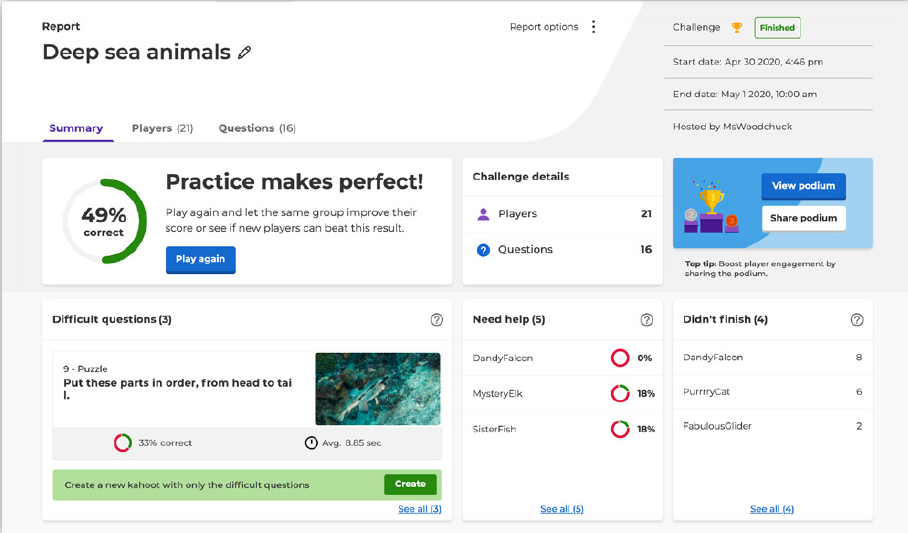 Report
Report options
Deep sea animals
Challenge
Finished
Start date: Apr 30 2020, 4:46 pm
End date: May 1 2020, 10:00 am
Hosted by MsWoodchuck
Summary
Players (21)
Questions (16)
49%
correct
Practice makes perfect!
Play again and let the same group improve their
score or see if new players can beat this result.
Play again
Challenge details
Players 21
Questions 16
View podium
Share podium
Top tip: Boost player engagement by
sharing the podium.
Difficult questions (3)
9 - Puzzle
Put these parts in order, from head to tai
l.
33% correct
Avg. 8.85 sec
Create a new kahoot with only the difficult questions
Create
See all (3)
Need help (5)
DandyFalcon 0%
MysteryElk 18%
SisterFish 18%
See all (5)
Didn't finish (4)
DandyFalcon 8
PurrrryCat 6
FabulousGlider 2
See all (4)